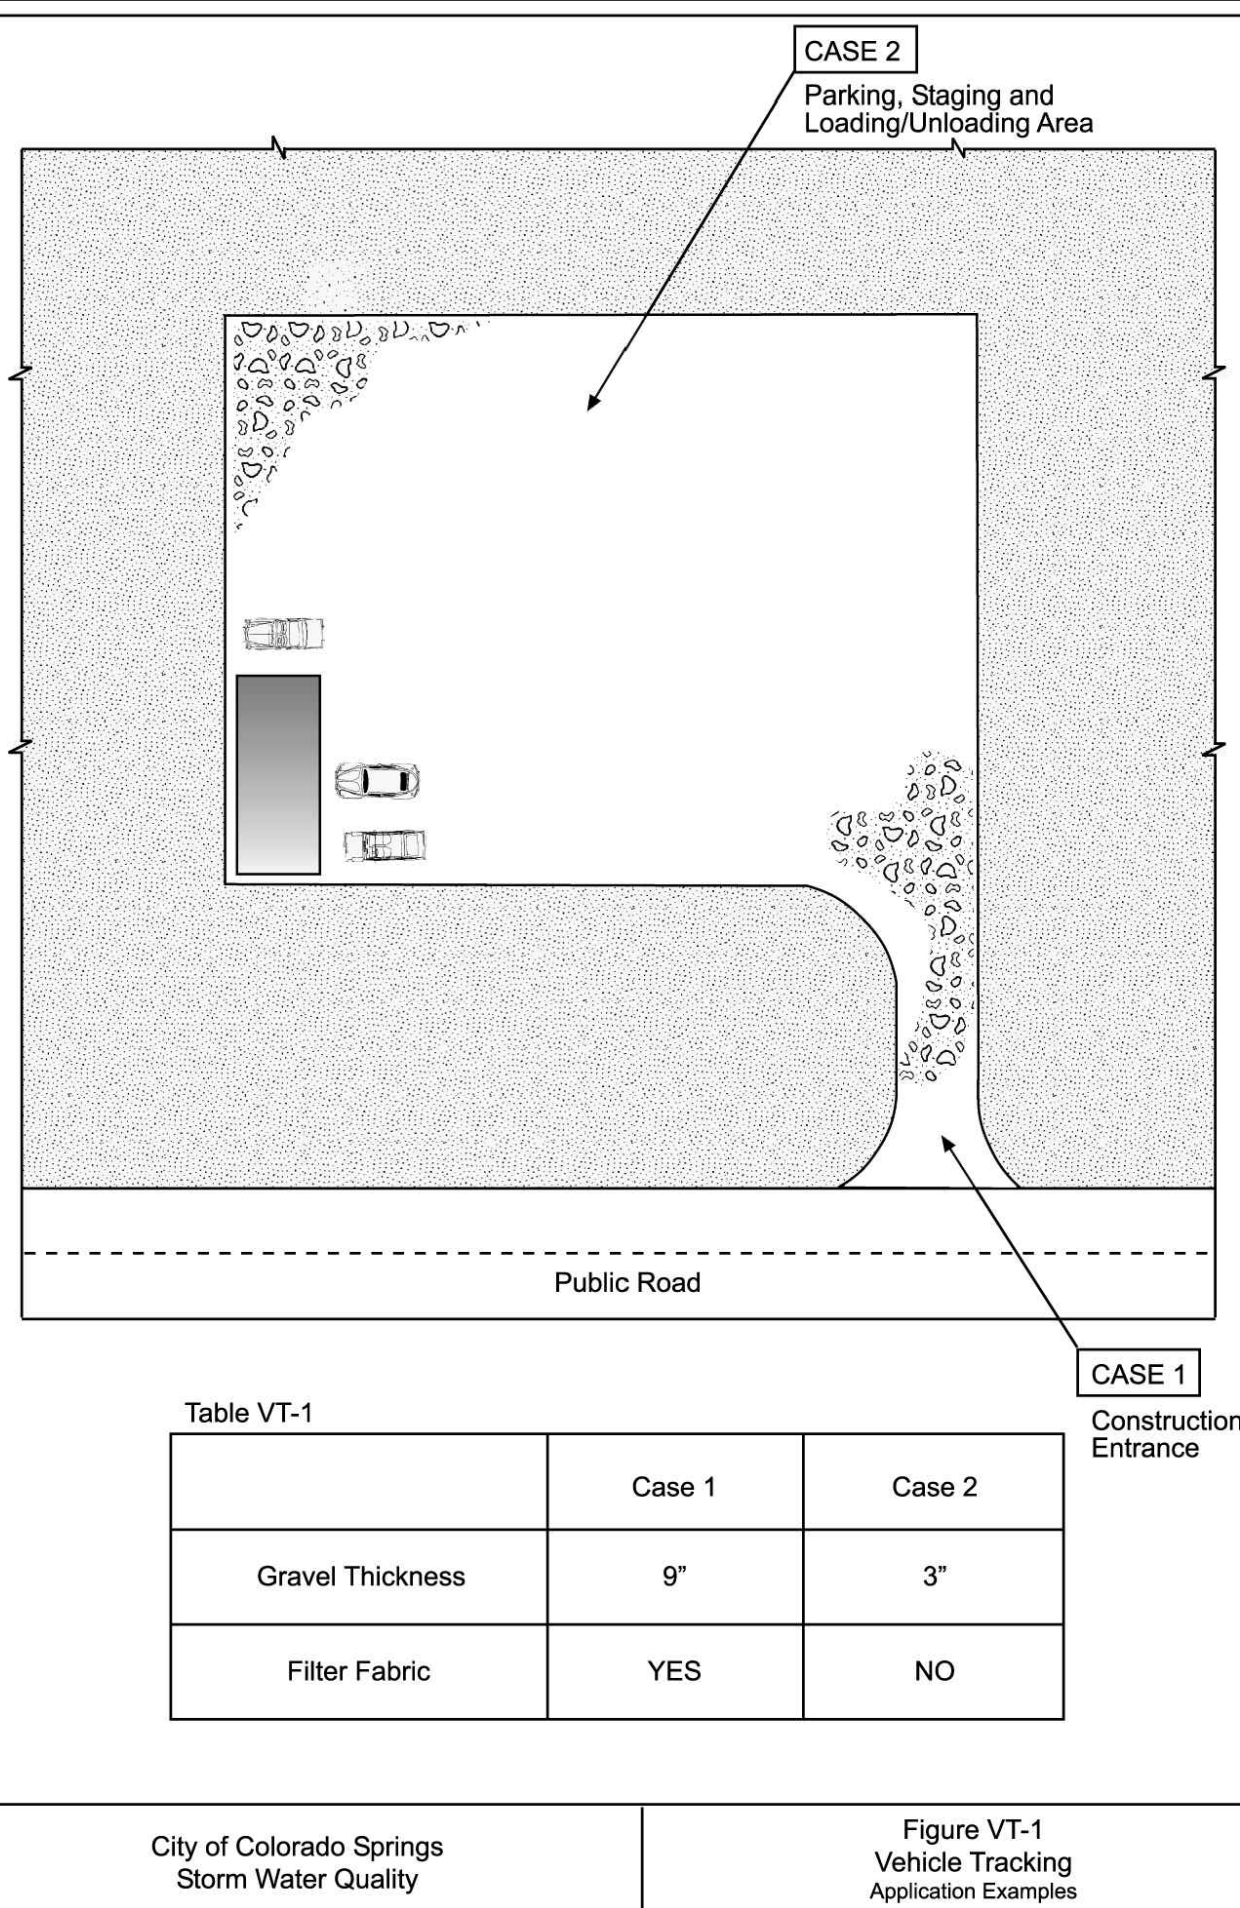 CASE 2
Parking, Staging and
Loading/Unloading Area
Public Road
CASE 1
Construction
Entrance
Table VT-1
Case 1 Case 2
Gravel Thickness 9” 3”
Filter Fabric YES NO
City of Colorado Springs
Storm Water Quality
Figure VT-1
Vehicle Tracking
Application Examples